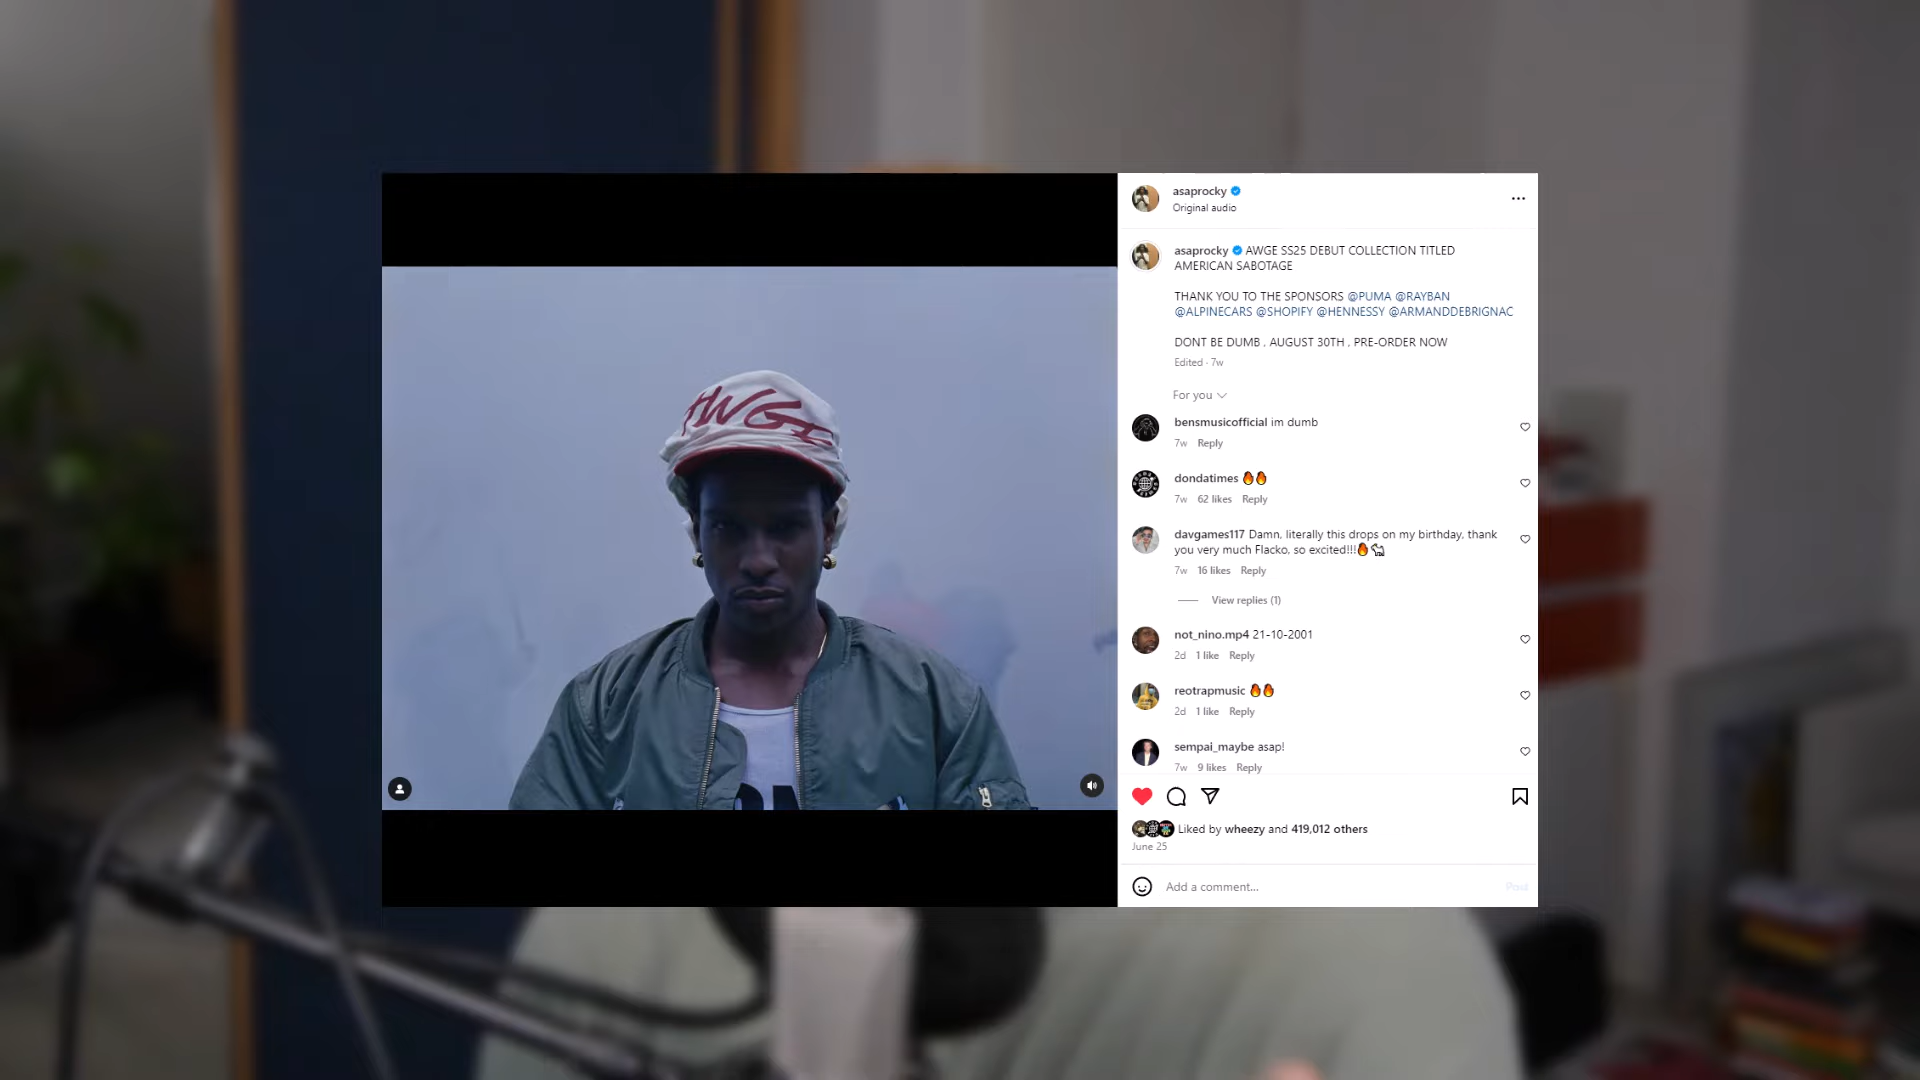 AWGE
asaprocky
Original audio
asaprocky AWGE SS25 DEBUT COLLECTION TITLED
AMERICAN SABOTAGE
THANK YOU TO THE SPONSORS @PUMA @RAYBAN
@ALPINECARS @SHOPIFY @HENNESSY @ARMANDDEBRIGNAC
DONT BE DUMB , AUGUST 30TH , PRE-ORDER NOW
Edited · 7w
For you
bensmusicofficial im dumb
7w Reply
dondatimes 🔥🔥
7w 62 likes Reply
davgames117 Damn, literally this drops on my birthday, thank
you very much Flacko, so excited!!!🔥🐐
7w 16 likes Reply
View replies (1)
not_nino.mp4 21-10-2001
2d 1 like Reply
reotrapmusic 🔥🔥
2d 1 like Reply
sempai_maybe asap!
7w 9 likes Reply
Liked by wheezy and 419,012 others
June 25
Add a comment...
Post